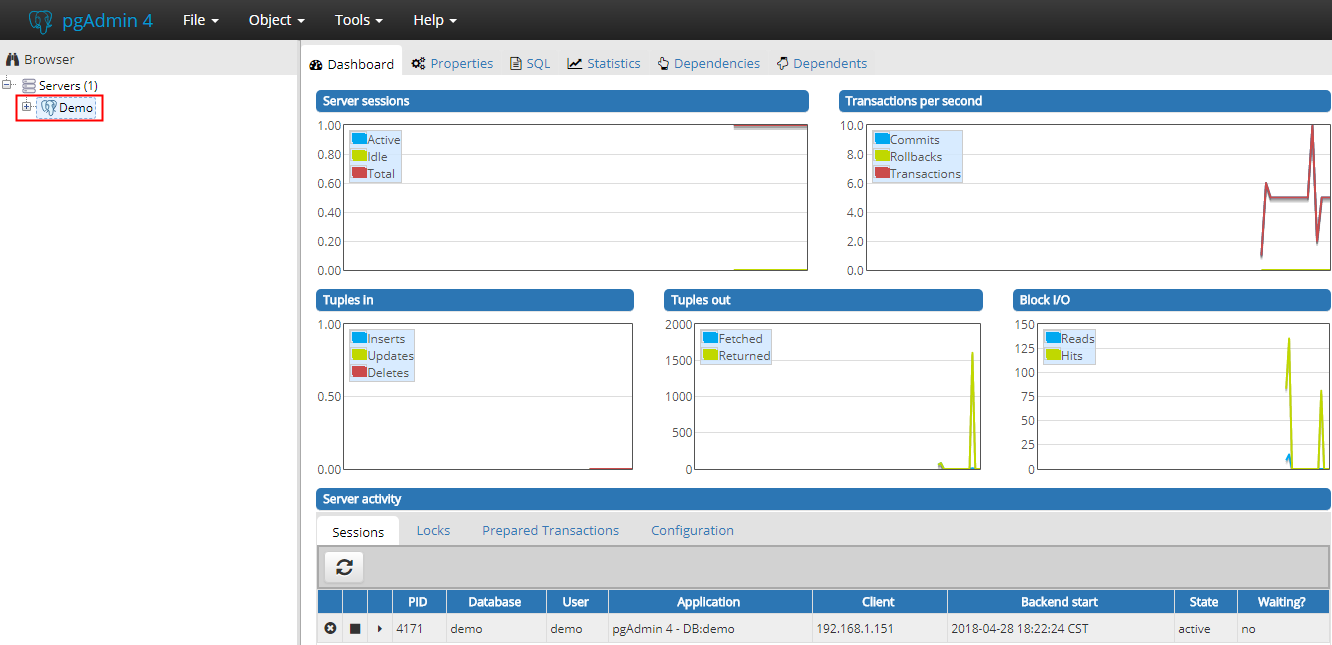 pgAdmin 4 File Object Tools Help
Browser
Servers (1)
Demo
Dashboard Properties SQL Statistics Dependencies Dependents
Server sessions
1.00
0.80
0.60
0.40
0.20
0.00
Active
Idle
Total
Transactions per second
10.0
8.0
6.0
4.0
2.0
0.0
Commits
Rollbacks
Transactions
Tuples in
1.00
0.50
0.00
Inserts
Updates
Deletes
Tuples out
2000
1500
1000
500
0
Fetched
Returned
Block I/O
150
125
100
75
50
25
0
Reads
Hits
Server activity
Sessions Locks Prepared Transactions Configuration
PID Database User Application Client Backend start State Waiting?
4171 demo demo pgAdmin 4 - DB:demo 192.168.1.151 2018-04-28 18:22:24 CST active no